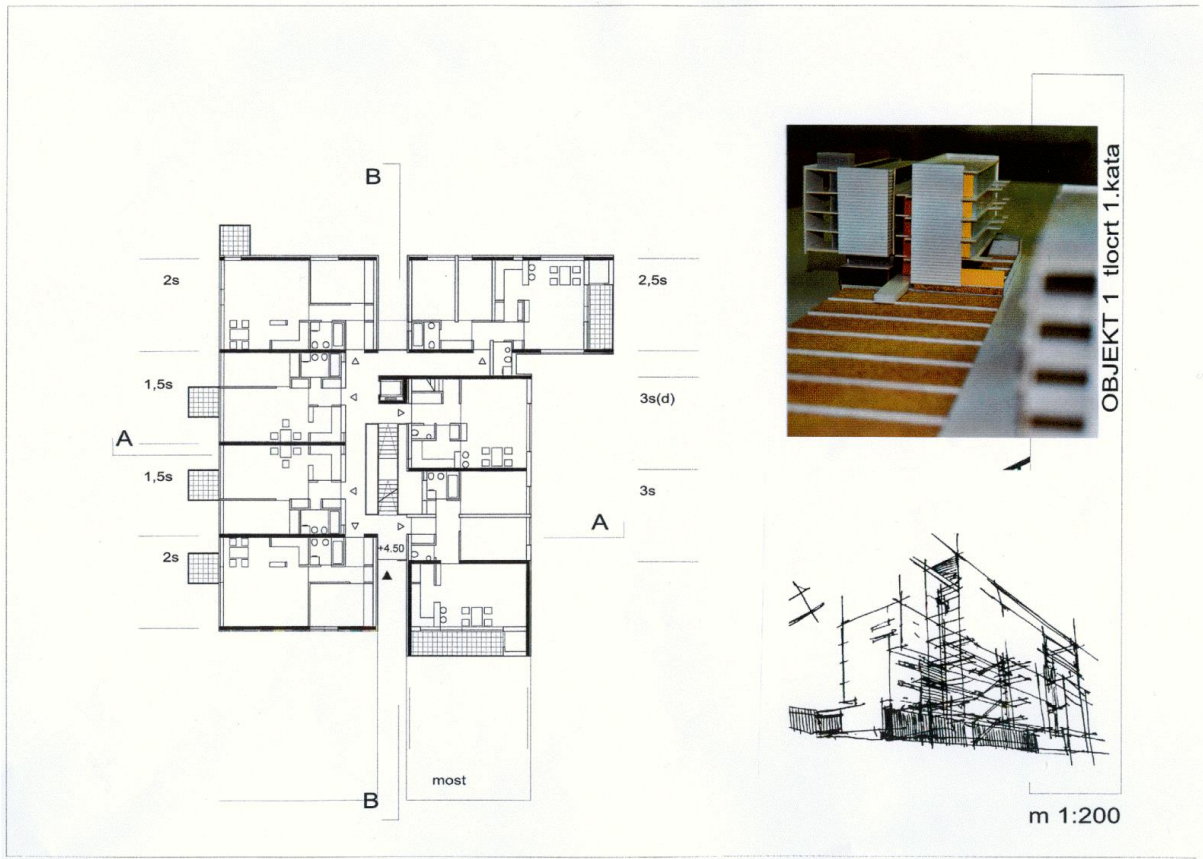 B
2s
2,5s
1,5s
3s(d)
A
1,5s
3s
A
2s
+4.50
most
B
OBJEKT 1 tlocrt 1.kata
m 1:200